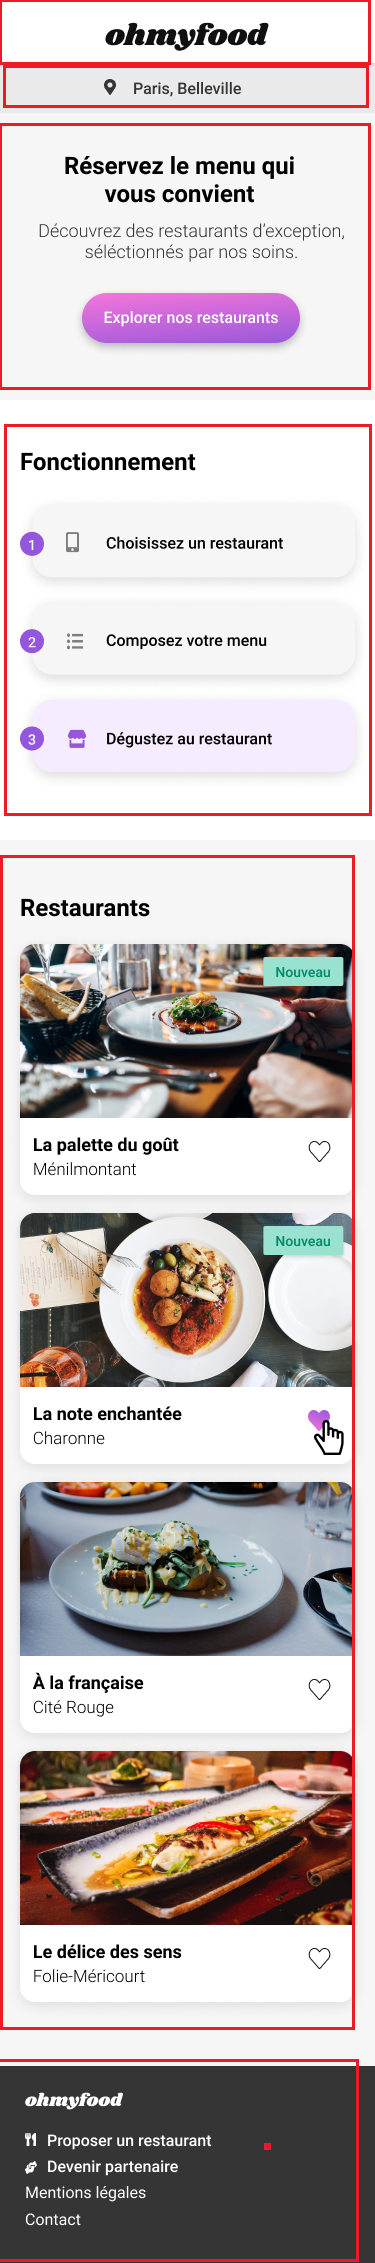 ohmyfood
Paris, Belleville
Réservez le menu qui
vous convient
Découvrez des restaurants d’exception,
séléctionnés par nos soins.
Explorer nos restaurants
Fonctionnement
1 Choisissez un restaurant
2 Composez votre menu
3 Dégustez au restaurant
Restaurants
Nouveau
La palette du goût
Ménilmontant
Nouveau
La note enchantée
Charonne
À la française
Cité Rouge
Le délice des sens
Folie-Méricourt
ohmyfood
Proposer un restaurant
Devenir partenaire
Mentions légales
Contact